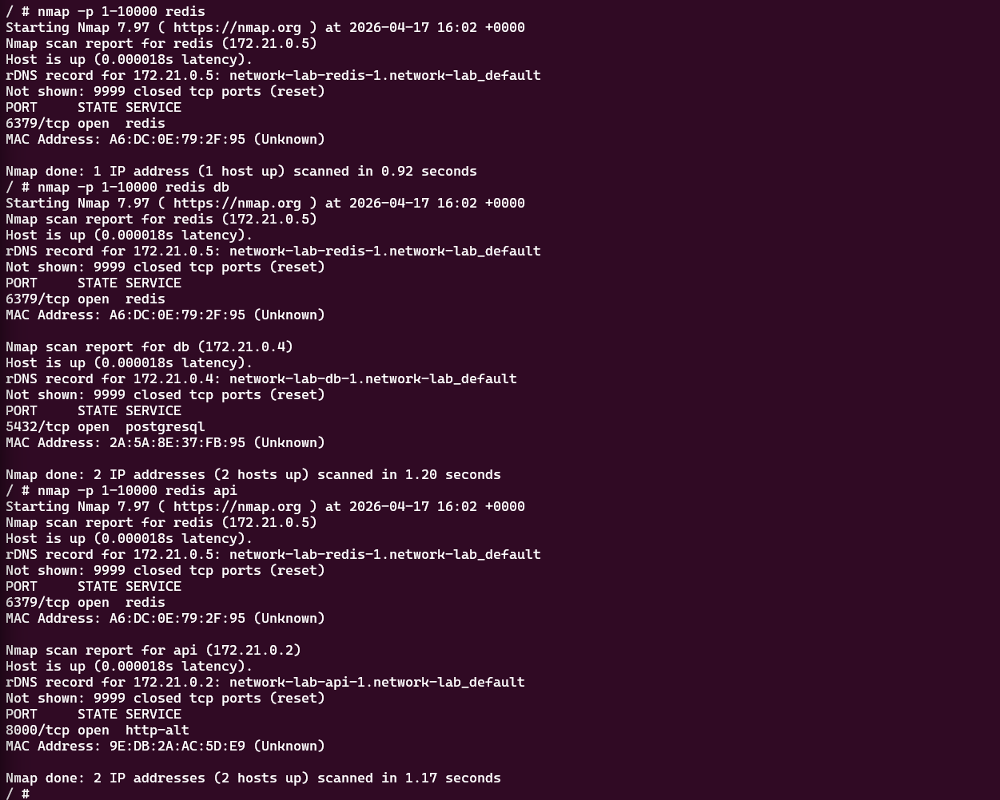 / # nmap -p 1-10000 redis
Starting Nmap 7.97 ( https://nmap.org ) at 2026-04-17 16:02 +0000
Nmap scan report for redis (172.21.0.5)
Host is up (0.000018s latency).
rDNS record for 172.21.0.5: network-lab-redis-1.network-lab_default
Not shown: 9999 closed tcp ports (reset)
PORT     STATE SERVICE
6379/tcp open  redis
MAC Address: A6:DC:0E:79:2F:95 (Unknown)

Nmap done: 1 IP address (1 host up) scanned in 0.92 seconds
/ # nmap -p 1-10000 redis db
Starting Nmap 7.97 ( https://nmap.org ) at 2026-04-17 16:02 +0000
Nmap scan report for redis (172.21.0.5)
Host is up (0.000018s latency).
rDNS record for 172.21.0.5: network-lab-redis-1.network-lab_default
Not shown: 9999 closed tcp ports (reset)
PORT     STATE SERVICE
6379/tcp open  redis
MAC Address: A6:DC:0E:79:2F:95 (Unknown)

Nmap scan report for db (172.21.0.4)
Host is up (0.000018s latency).
rDNS record for 172.21.0.4: network-lab-db-1.network-lab_default
Not shown: 9999 closed tcp ports (reset)
PORT     STATE SERVICE
5432/tcp open  postgresql
MAC Address: 2A:5A:8E:37:FB:95 (Unknown)

Nmap done: 2 IP addresses (2 hosts up) scanned in 1.20 seconds
/ # nmap -p 1-10000 redis api
Starting Nmap 7.97 ( https://nmap.org ) at 2026-04-17 16:02 +0000
Nmap scan report for redis (172.21.0.5)
Host is up (0.000018s latency).
rDNS record for 172.21.0.5: network-lab-redis-1.network-lab_default
Not shown: 9999 closed tcp ports (reset)
PORT     STATE SERVICE
6379/tcp open  redis
MAC Address: A6:DC:0E:79:2F:95 (Unknown)

Nmap scan report for api (172.21.0.2)
Host is up (0.000018s latency).
rDNS record for 172.21.0.2: network-lab-api-1.network-lab_default
Not shown: 9999 closed tcp ports (reset)
PORT     STATE SERVICE
8000/tcp open  http-alt
MAC Address: 9E:DB:2A:AC:5D:E9 (Unknown)

Nmap done: 2 IP addresses (2 hosts up) scanned in 1.17 seconds
/ #